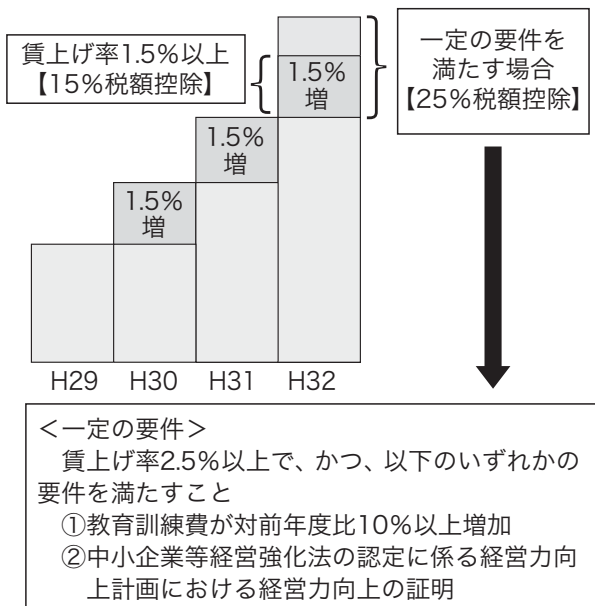 賃上げ率1.5%以上
【15%税額控除】
一定の要件を
満たす場合
【25%税額控除】
1.5%
増
1.5%
増
1.5%
増
H29 H30 H31 H32
＜一定の要件＞
賃上げ率2.5%以上で、かつ、以下のいずれかの
要件を満たすこと
①教育訓練費が対前年度比10%以上増加
②中小企業等経営強化法の認定に係る経営力向
上計画における経営力向上の証明